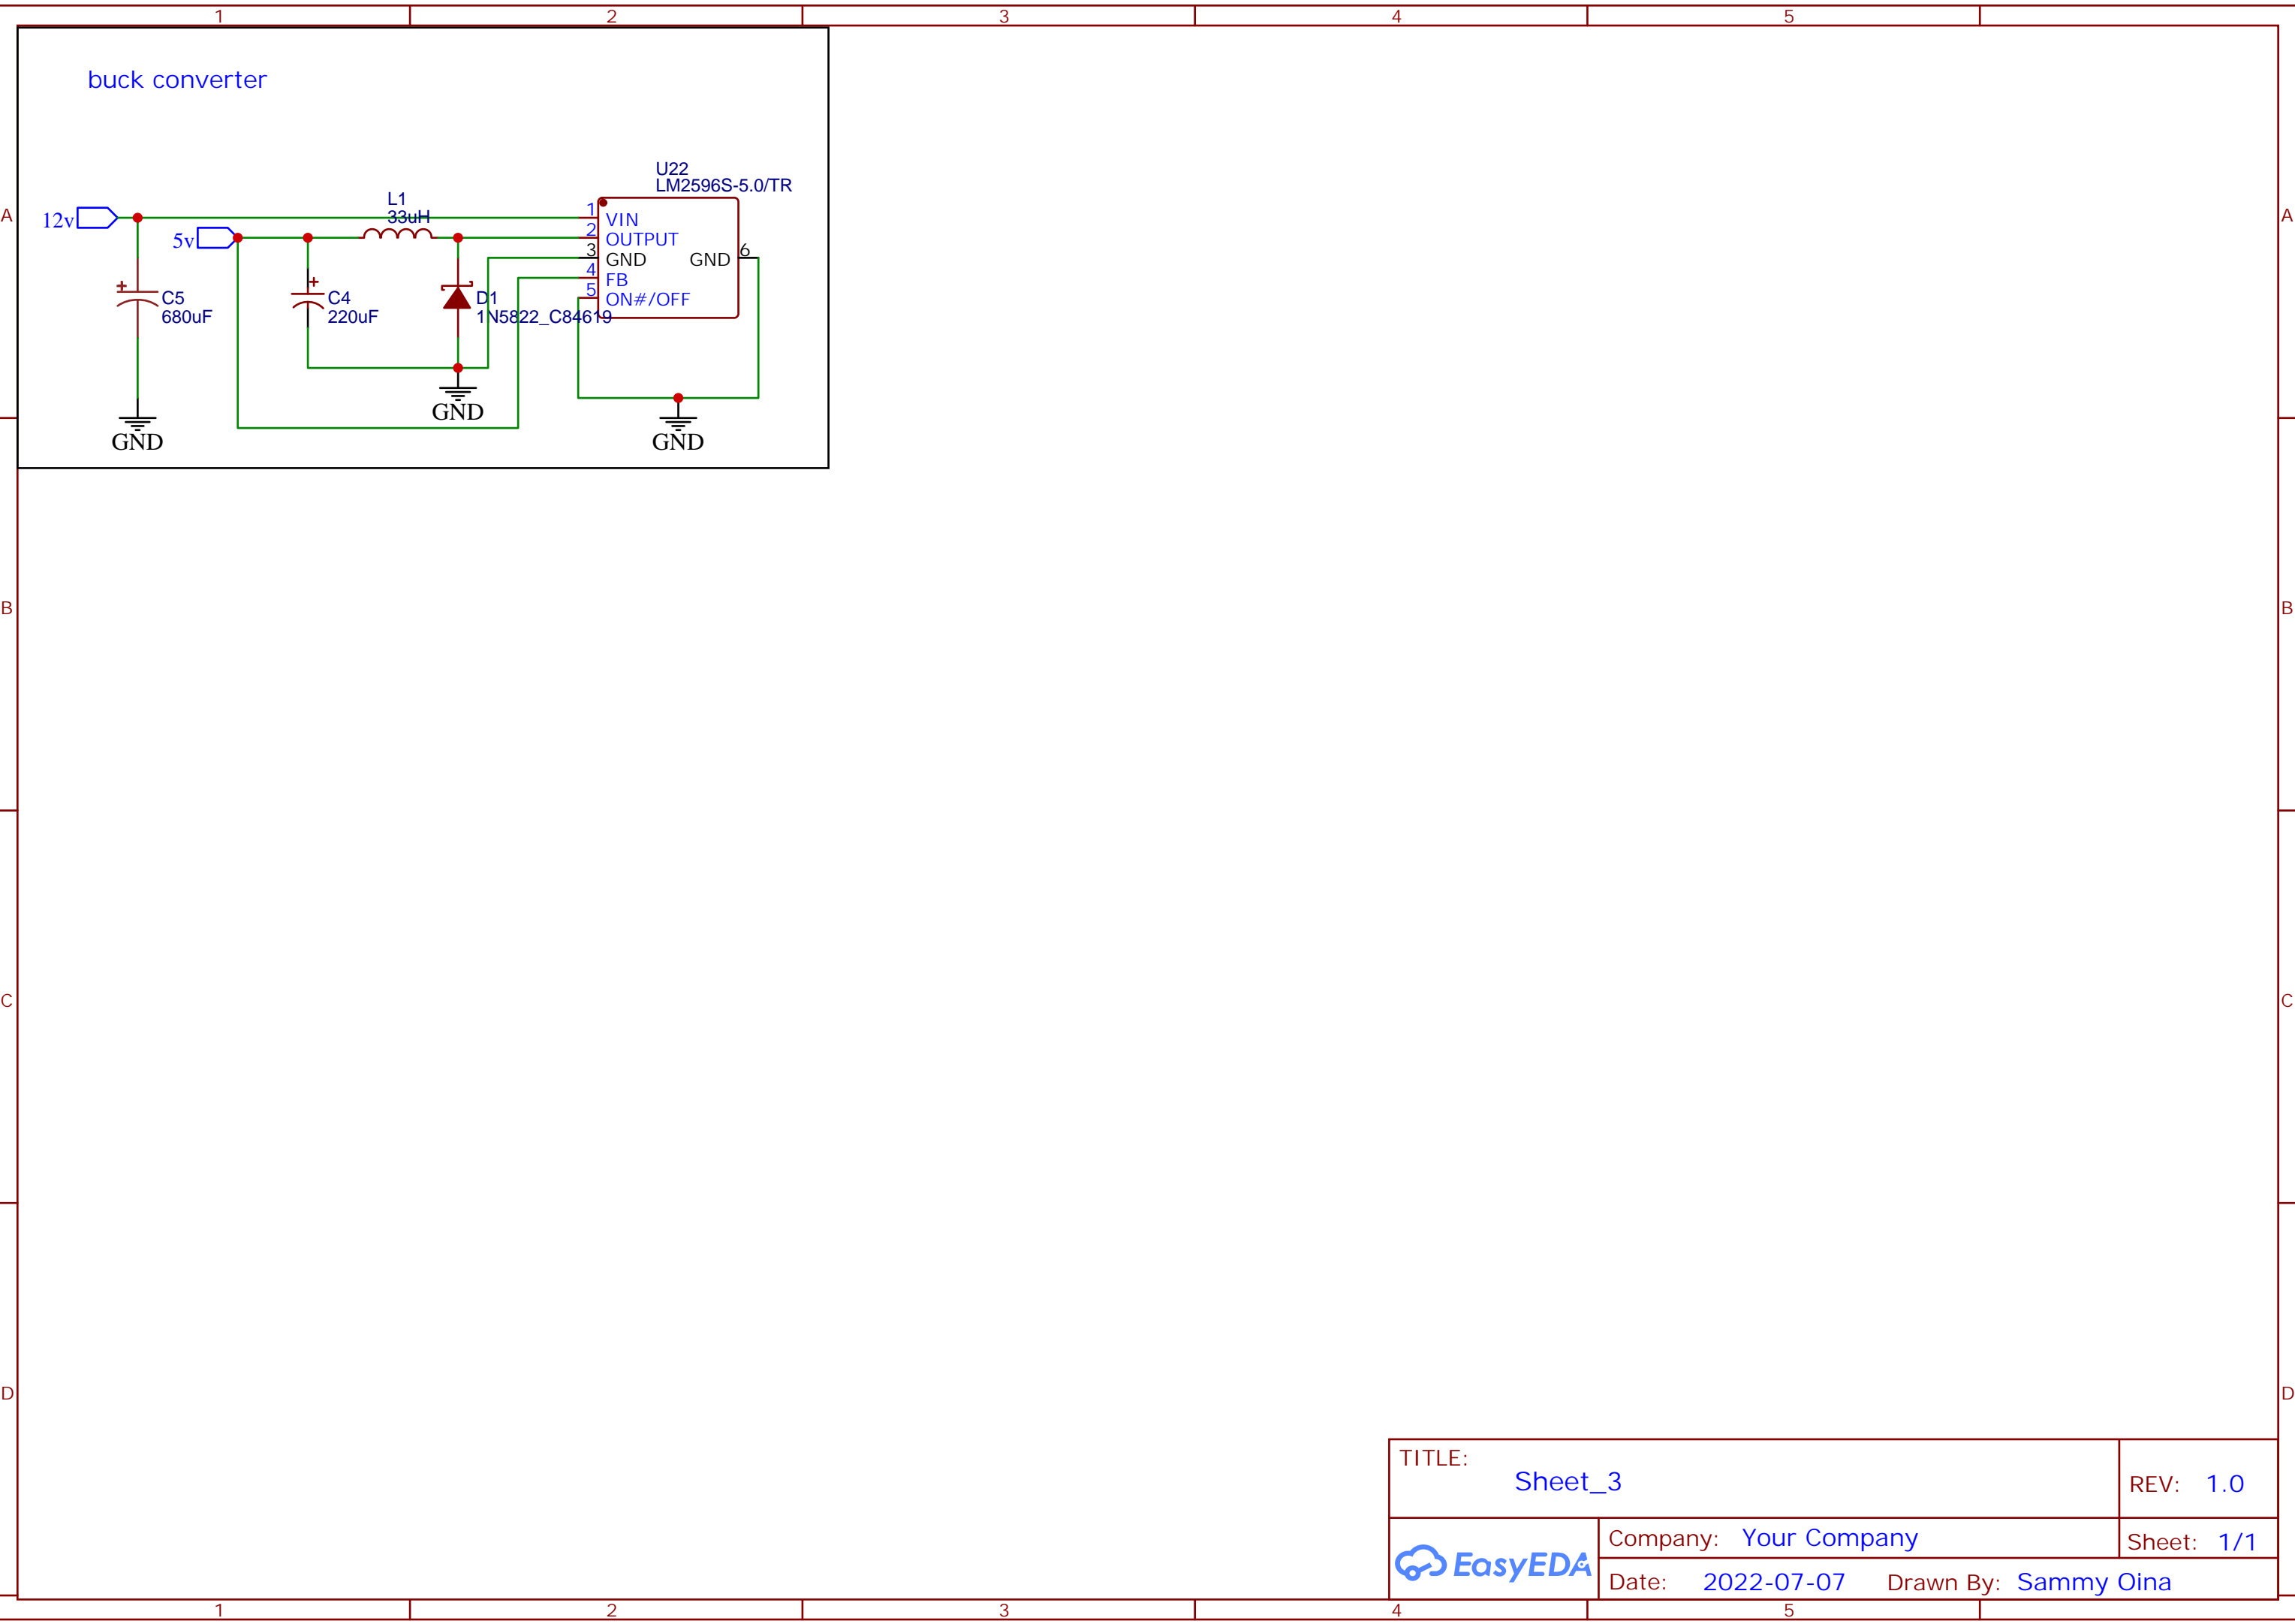 1 2 3 4 5
buck converter
U22
LM2596S-5.0/TR
L1
33uH
A
12v
5v
1
VIN
2
OUTPUT
3
GND
GND
6
4
FB
5
ON#/OFF
A
C5
680uF
C4
220uF
D1
1N5822_C84619
GND
GND
GND
B
B
C
C
D
D
TITLE:
Sheet_3
REV: 1.0
EasyEDA
Company: Your Company
Sheet: 1/1
Date: 2022-07-07 Drawn By: Sammy Oina
1 2 3 4 5